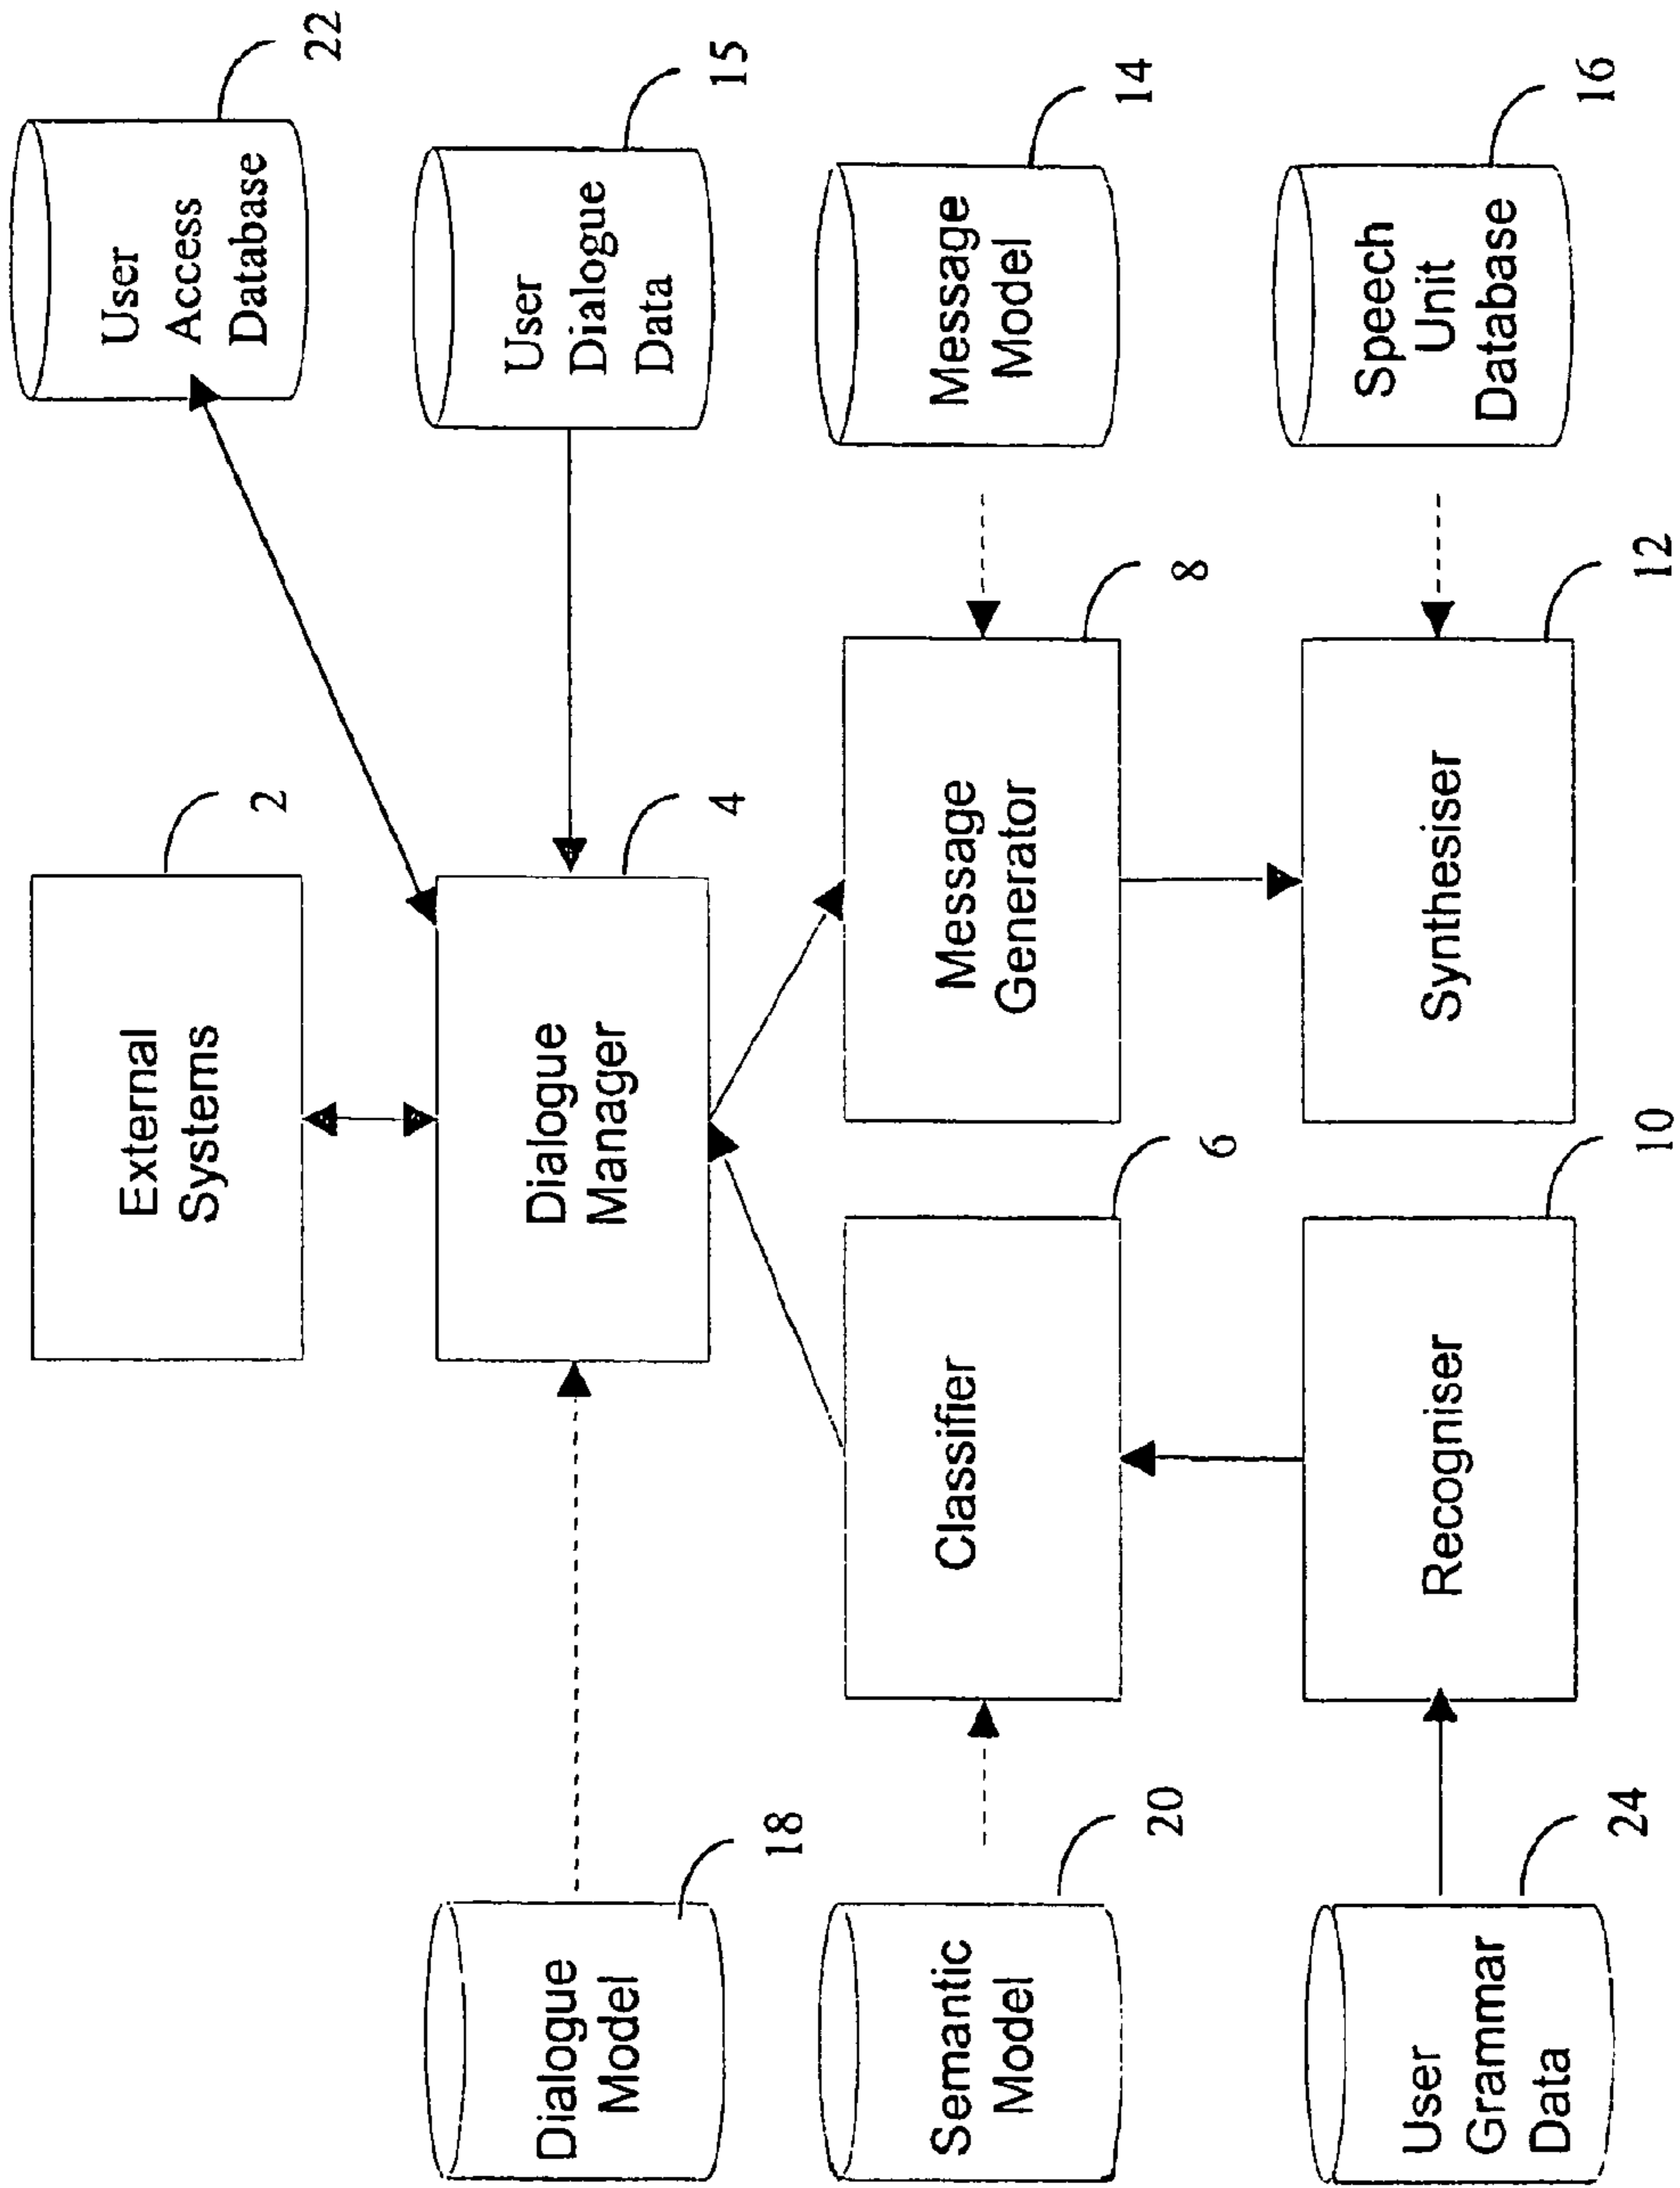 External
Systems
2
User
Access
Database
22
Dialogue
Model
18
Dialogue
Manager
4
User
Dialogue
Data
15
Semantic
Model
20
Classifier
6
Message
Generator
8
Message
Model
14
User
Grammar
Data
24
Recogniser
10
Synthesiser
12
Speech
Unit
Database
16